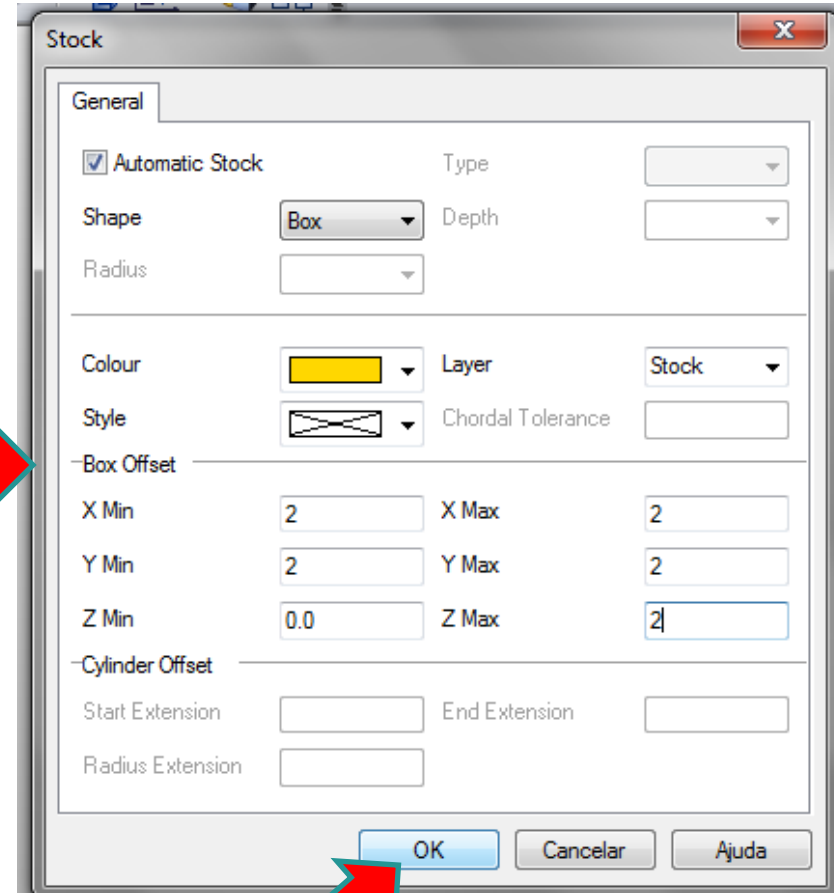 Stock
General
Automatic Stock Type
Shape Box Depth
Radius
Colour Layer Stock
Style Chordal Tolerance
Box Offset
X Min 2 X Max 2
Y Min 2 Y Max 2
Z Min 0.0 Z Max 2
Cylinder Offset
Start Extension End Extension
Radius Extension
OK Cancelar Ajuda